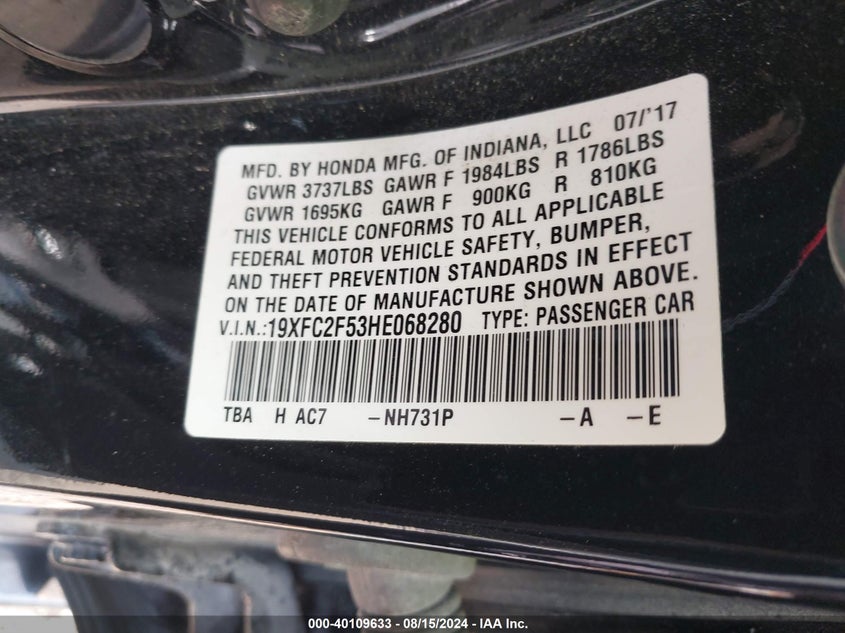 MFD. BY HONDA MFG. OF INDIANA, LLC 07/'17
GVWR 3737LBS GAWR F 1984LBS R 1786LBS
GVWR 1695KG GAWR F 900KG R 810KG
THIS VEHICLE CONFORMS TO ALL APPLICABLE
FEDERAL MOTOR VEHICLE SAFETY, BUMPER,
AND THEFT PREVENTION STANDARDS IN EFFECT
ON THE DATE OF MANUFACTURE SHOWN ABOVE.
V.I.N.:19XFC2F53HE068280 TYPE: PASSENGER CAR
TBA H AC7 –NH731P –A –E
000-40109633 - 08/15/2024 - IAA Inc.